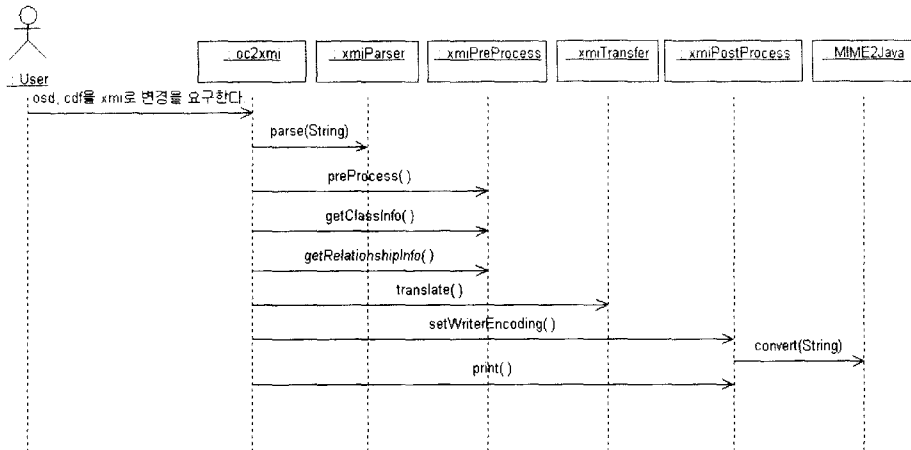 : oc2xmi
: xmiParser
: xmiPreProcess
: xmiTransfer
: xmiPostProcess
MIME2Java
: User
osd, cdf을 xmi로 변경을 요구한다.
parse(String)
preProcess( )
getClassInfo( )
getRelationshipInfo( )
translate( )
setWriterEncoding( )
convert(String)
print( )